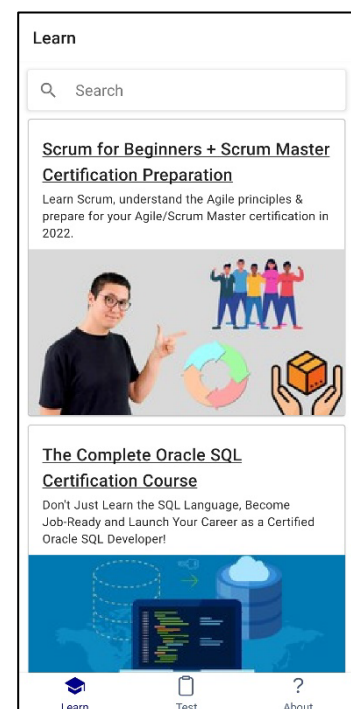 Learn
Search
Scrum for Beginners + Scrum Master
Certification Preparation
Learn Scrum, understand the Agile principles &
prepare for your Agile/Scrum Master certification in
2022.
The Complete Oracle SQL
Certification Course
Don't Just Learn the SQL Language, Become
Job-Ready and Launch Your Career as a Certified
Oracle SQL Developer!
Learn Test About